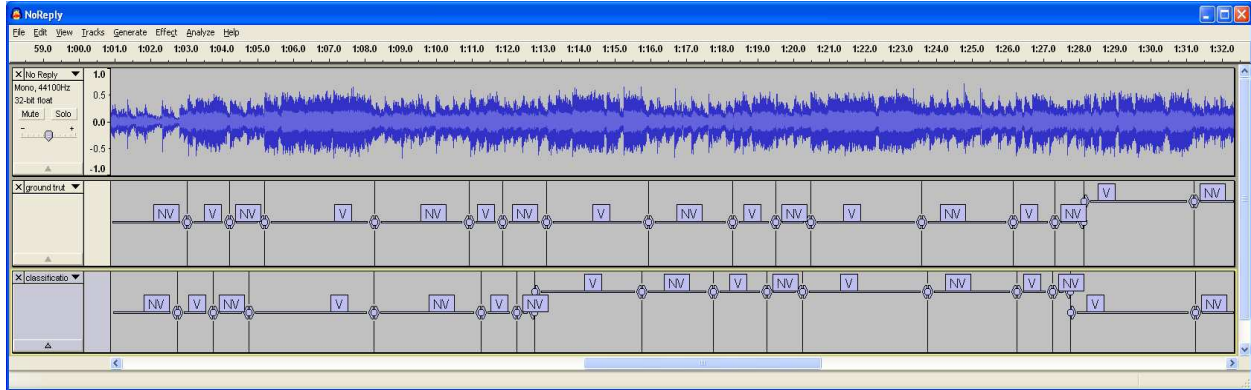 NoReply
File Edit View Tracks Generate Effect Analyze Help
59.0 1:00.0 1:01.0 1:02.0 1:03.0 1:04.0 1:05.0 1:06.0 1:07.0 1:08.0 1:09.0 1:10.0 1:11.0 1:12.0 1:13.0 1:14.0 1:15.0 1:16.0 1:17.0 1:18.0 1:19.0 1:20.0 1:21.0 1:22.0 1:23.0 1:24.0 1:25.0 1:26.0 1:27.0 1:28.0 1:29.0 1:30.0 1:31.0 1:32.0
X No Reply 1.0
Mono, 44100Hz
32-bit float 0.5
Mute Solo 0.0
- +
-0.5
-1.0
X ground trut
NV V NV V NV V NV V NV V NV V NV V NV V NV
X classificatio
NV V NV V NV V NV V NV V NV V NV V NV V NV